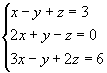 x − y + z = 3
2x + y − z = 0
3x − y + 2z = 6